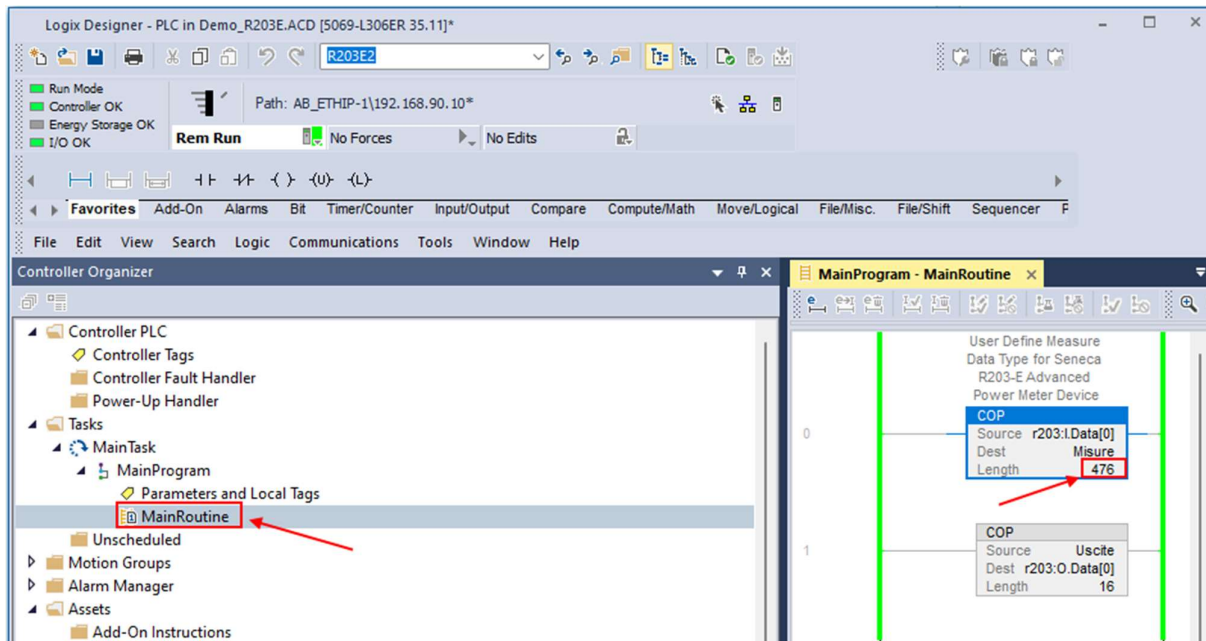 Logix Designer - PLC in Demo_R203E.ACD [5069-L306ER 35.11]*
R203E2
Run Mode
Controller OK
Energy Storage OK
I/O OK
Path: AB_ETHIP-1\192.168.90.10*
Rem Run
No Forces
No Edits
Favorites Add-On Alarms Bit Timer/Counter Input/Output Compare Compute/Math Move/Logical File/Misc. File/Shift Sequencer
File Edit View Search Logic Communications Tools Window Help
Controller Organizer
Controller PLC
Controller Tags
Controller Fault Handler
Power-Up Handler
Tasks
MainTask
MainProgram
Parameters and Local Tags
MainRoutine
Unscheduled
Motion Groups
Alarm Manager
Assets
Add-On Instructions
MainProgram - MainRoutine
User Define Measure
Data Type for Seneca
R203-E Advanced
Power Meter Device
0
COP
Source r203:I.Data[0]
Dest Misure
Length 476
1
COP
Source Uscite
Dest r203:O.Data[0]
Length 16